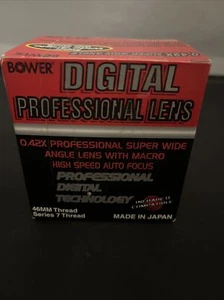 BOWER
DIGITAL
PROFESSIONAL LENS
0.42X PROFESSIONAL SUPER WIDE
ANGLE LENS WITH MACRO
HIGH SPEED AUTO FOCUS
PROFESSIONAL
DIGITAL
TECHNOLOGY
46MM Thread
Series 7 Thread
MADE IN JAPAN